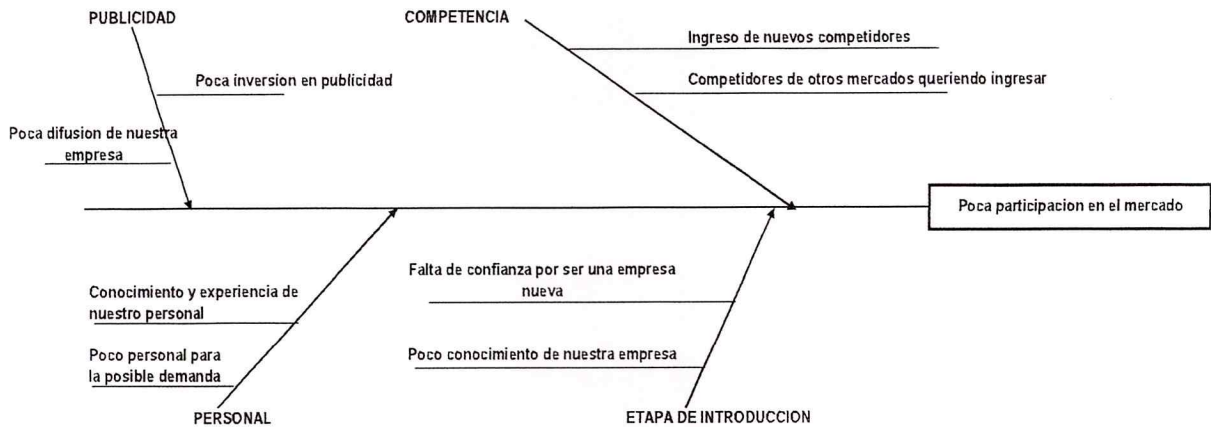 PUBLICIDAD
COMPETENCIA
Ingreso de nuevos competidores
Poca inversion en publicidad
Competidores de otros mercados queriendo ingresar
Poca difusion de nuestra
empresa
Poca participacion en el mercado
Falta de confianza por ser una empresa
nueva
Conocimiento y experiencia de
nuestro personal
Poco personal para
la posible demanda
Poco conocimiento de nuestra empresa
PERSONAL
ETAPA DE INTRODUCCION